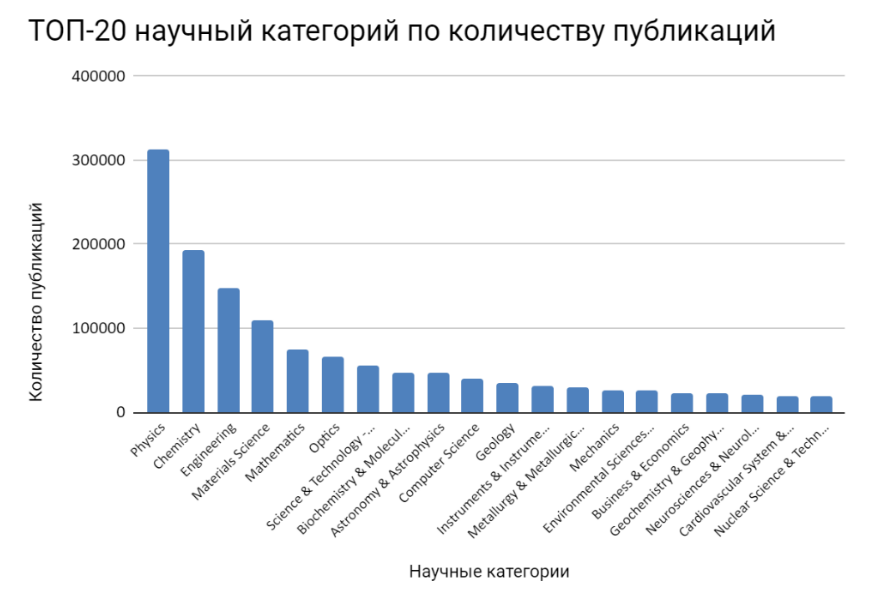 ТОП-20 научный категорий по количеству публикаций
Количество публикаций
400000
300000
200000
100000
0
Physics
Chemistry
Engineering
Materials Science
Mathematics
Optics
Science & Technology -...
Biochemistry & Molecul...
Astronomy & Astrophysics
Computer Science
Geology
Instruments & Instrume...
Metallurgy & Metallurgic...
Mechanics
Environmental Sciences...
Business & Economics
Geochemistry & Geophy...
Neurosciences & Neurol...
Cardiovascular System &...
Nuclear Science & Techn...
Научные категории